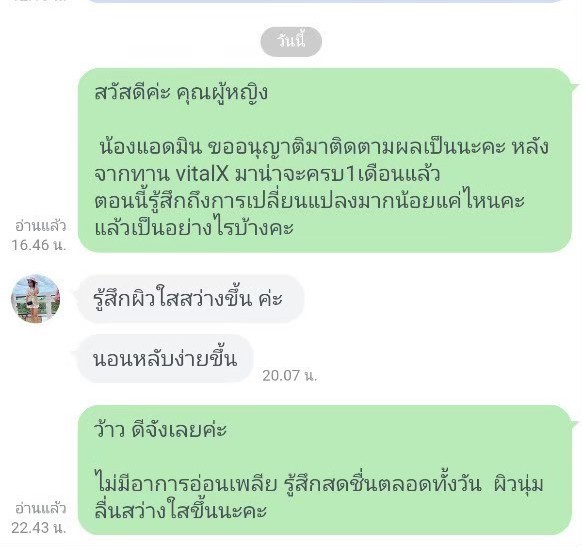 วันนี้
สวัสดีค่ะ คุณผู้หญิง
น้องแอดมิน ขออนุญาติมาติดตามผลเป็นนะคะ หลัง
จากทาน vitalX มาน่าจะครบ1เดือนแล้ว
ตอนนี้รู้สึกถึงการเปลี่ยนแปลงมากน้อยแค่ไหนคะ
แล้วเป็นอย่างไรบ้างคะ
อ่านแล้ว
16.46 น.
รู้สึกผิวใสสว่างขึ้น ค่ะ
นอนหลับง่ายขึ้น
20.07 น.
ว้าว ดีจังเลยค่ะ
ไม่มีอาการอ่อนเพลีย รู้สึกสดชื่นตลอดทั้งวัน ผิวนุ่ม
ลื่นสว่างใสขึ้นนะคะ
อ่านแล้ว
22.43 น.